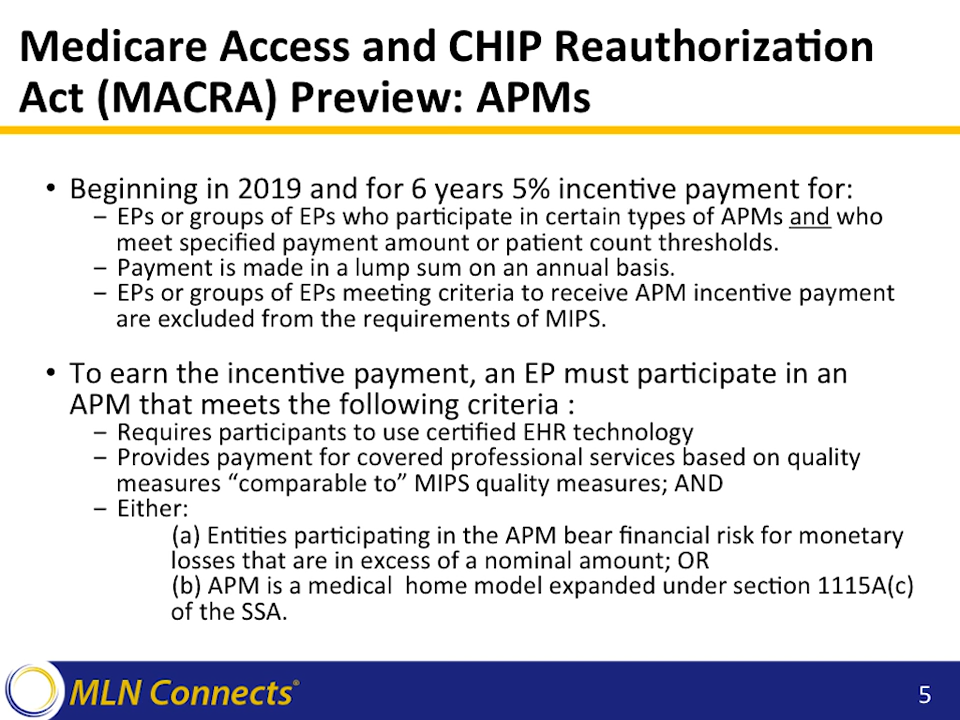 Medicare Access and CHIP Reauthorization
Act (MACRA) Preview: APMs
• Beginning in 2019 and for 6 years 5% incentive payment for:
– EPs or groups of EPs who participate in certain types of APMs and who
meet specified payment amount or patient count thresholds.
– Payment is made in a lump sum on an annual basis.
– EPs or groups of EPs meeting criteria to receive APM incentive payment
are excluded from the requirements of MIPS.
• To earn the incentive payment, an EP must participate in an
APM that meets the following criteria :
– Requires participants to use certified EHR technology
– Provides payment for covered professional services based on quality
measures “comparable to” MIPS quality measures; AND
– Either:
(a) Entities participating in the APM bear financial risk for monetary
losses that are in excess of a nominal amount; OR
(b) APM is a medical  home model expanded under section 1115A(c)
of the SSA.
MLN Connects®
5